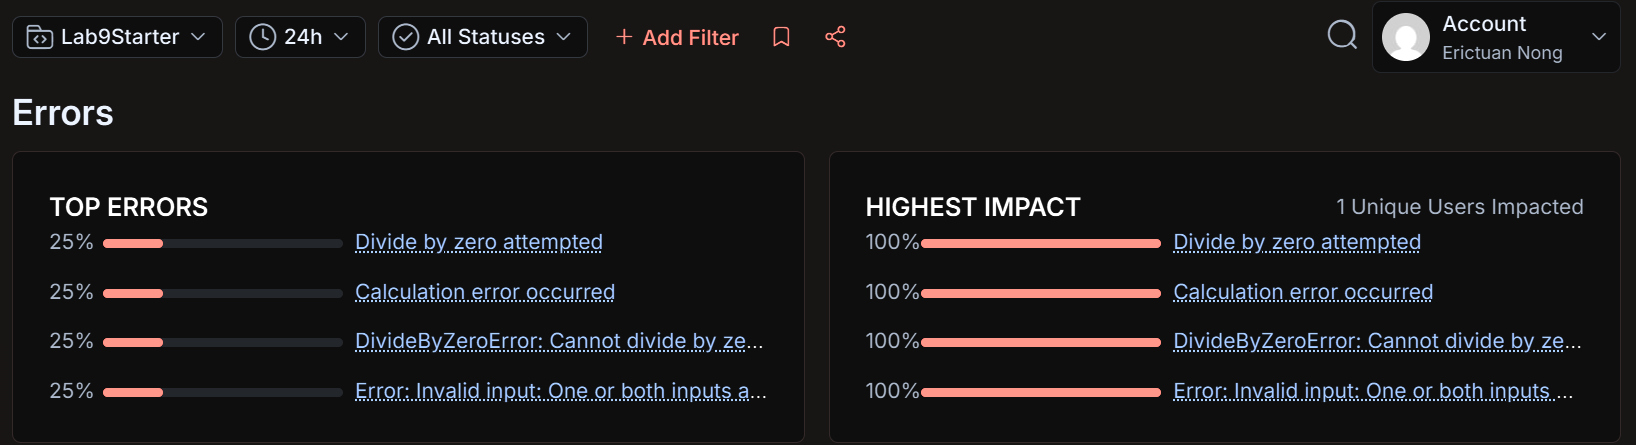 Lab9Starter 24h All Statuses + Add Filter Account
Erictuan Nong
Errors
TOP ERRORS
25% Divide by zero attempted
25% Calculation error occurred
25% DivideByZeroError: Cannot divide by ze...
25% Error: Invalid input: One or both inputs a...
HIGHEST IMPACT 1 Unique Users Impacted
100% Divide by zero attempted
100% Calculation error occurred
100% DivideByZeroError: Cannot divide by ze...
100% Error: Invalid input: One or both inputs ...